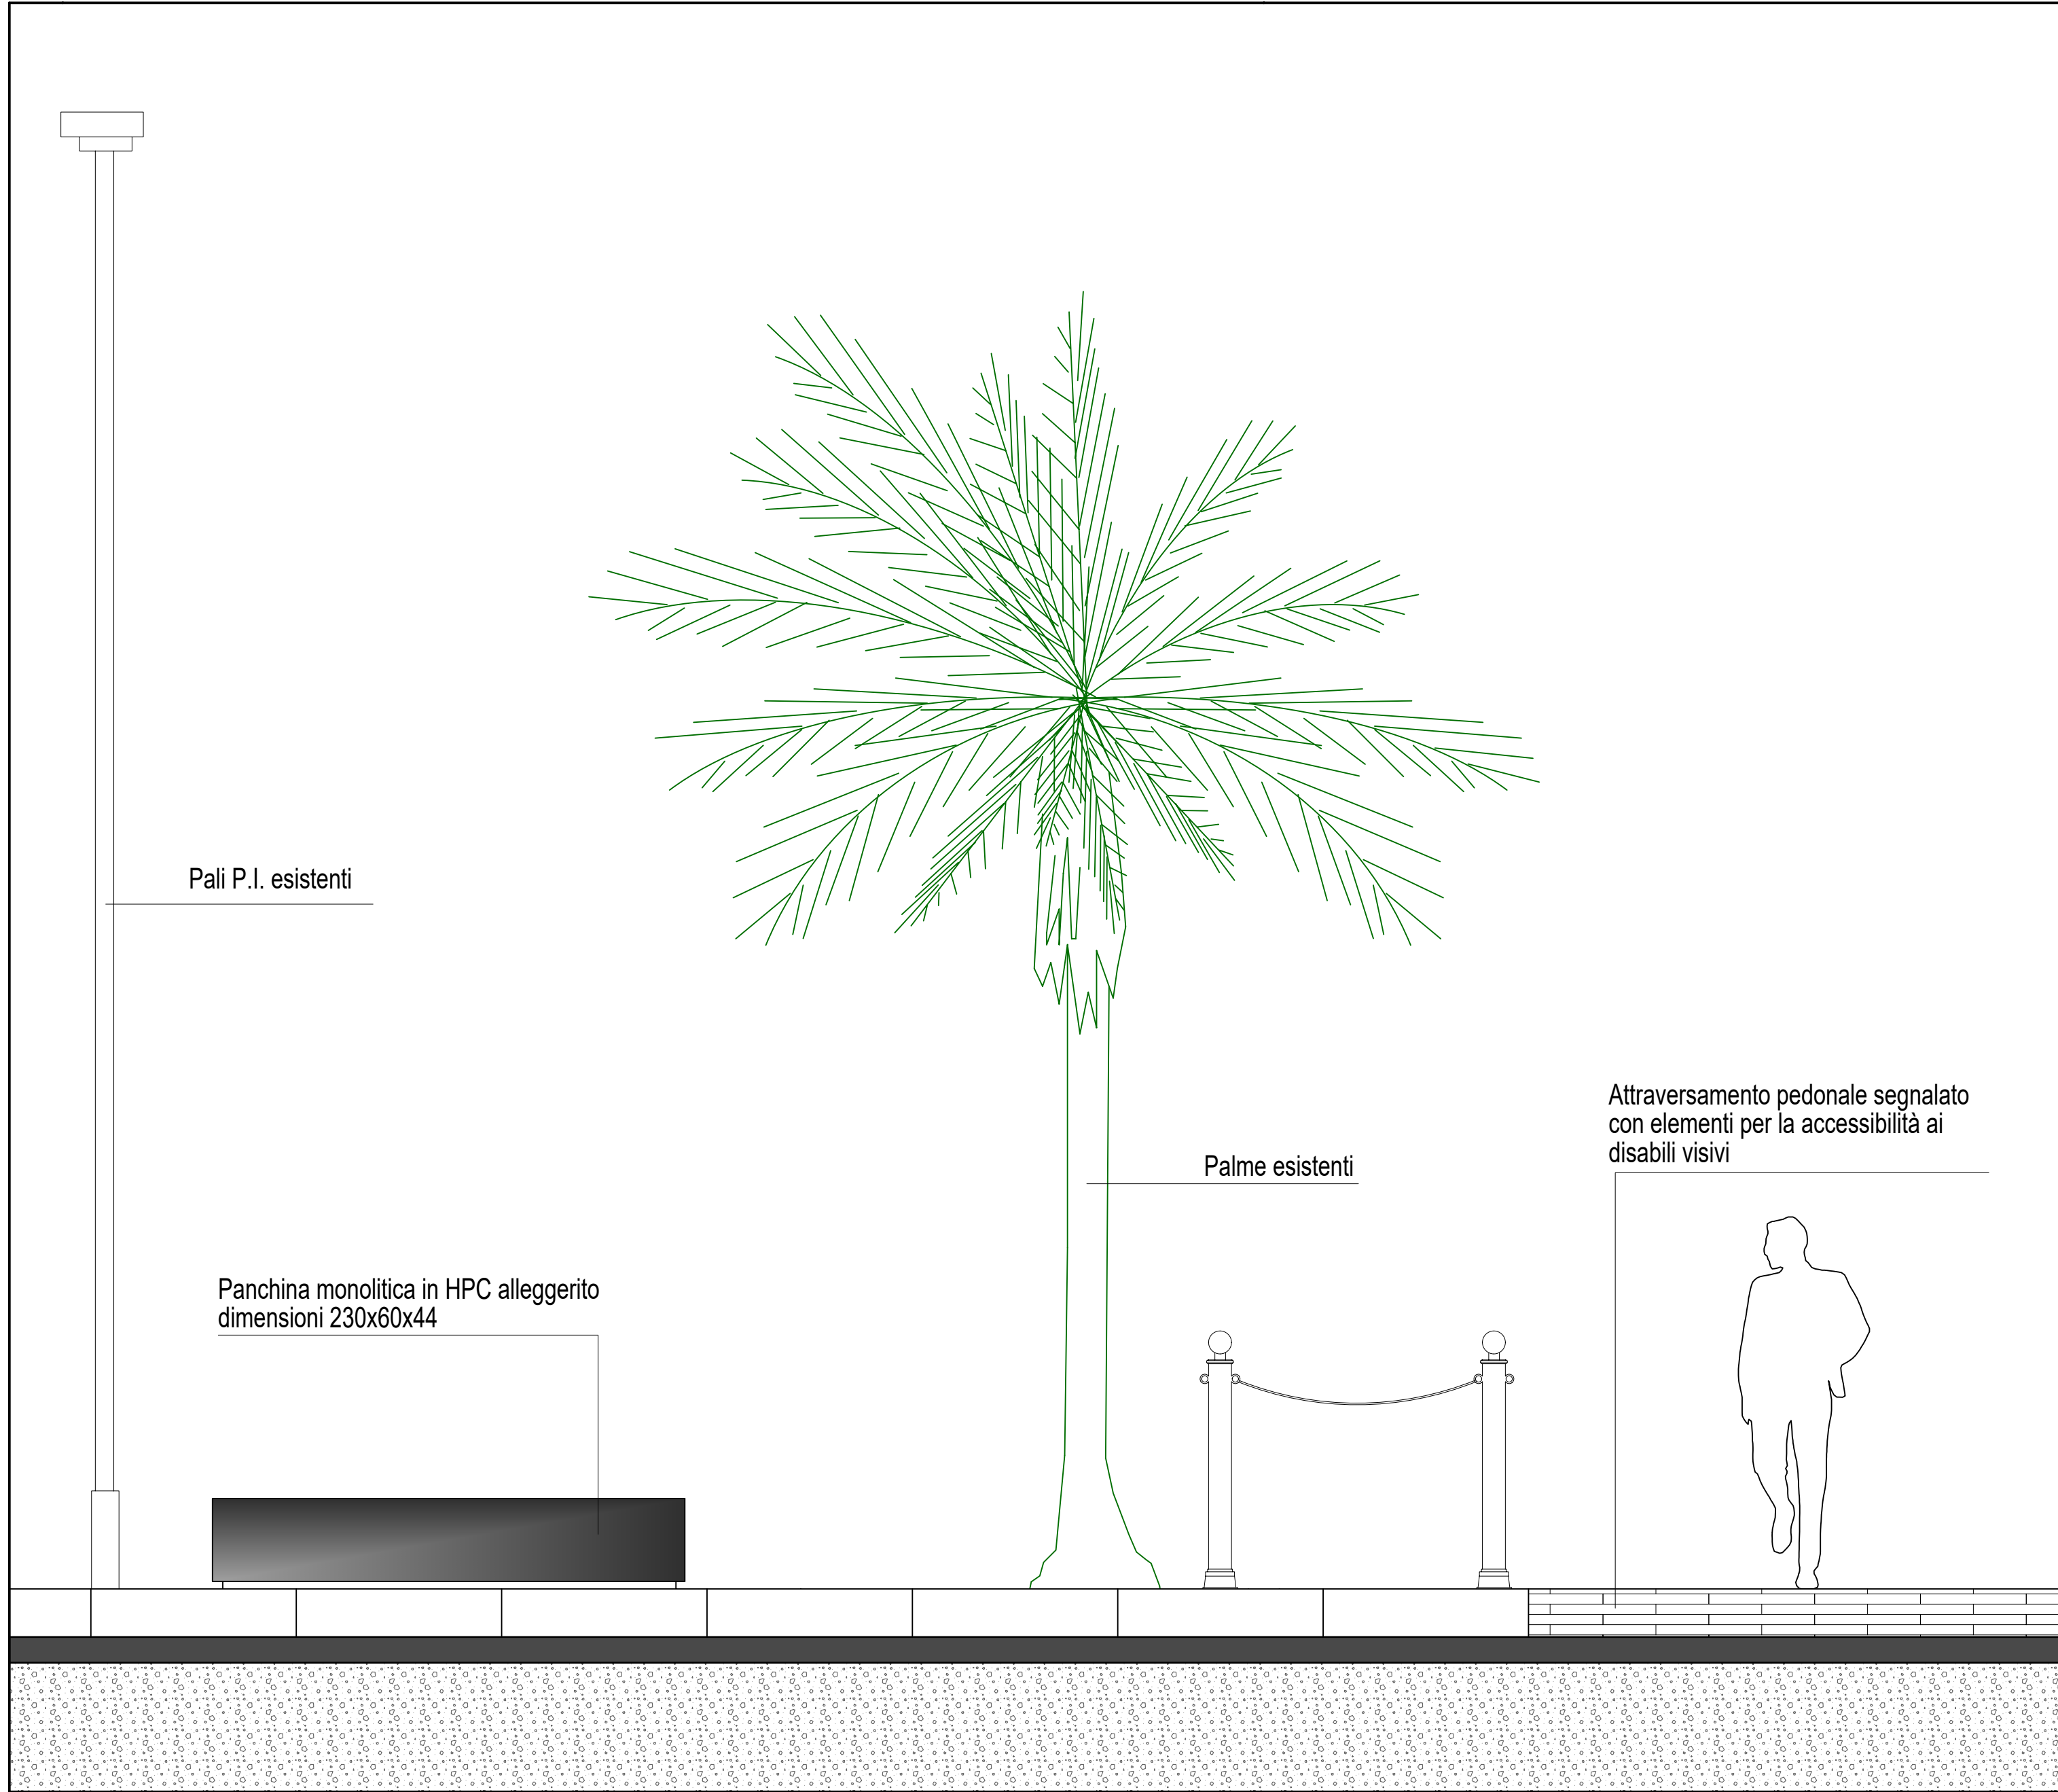 Pali P.I. esistenti
Attraversamento pedonale segnalato
con elementi per la accessibilità ai
disabili visivi
Palme esistenti
Panchina monolitica in HPC alleggerito
dimensioni 230x60x44